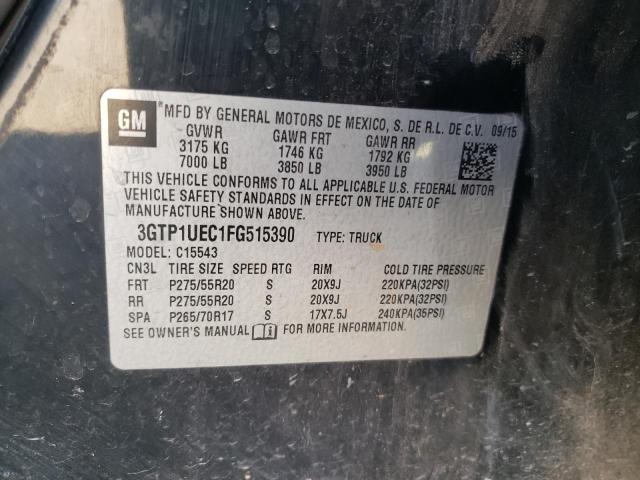 GM
*MFD BY GENERAL MOTORS DE MEXICO, S. DE R.L. DE C.V. 09/15
GVWR GAWR FRT GAWR RR
3175 KG 1746 KG 1792 KG
7000 LB 3850 LB 3950 LB
THIS VEHICLE CONFORMS TO ALL APPLICABLE U.S. FEDERAL MOTOR
VEHICLE SAFETY STANDARDS IN EFFECT ON THE DATE OF
MANUFACTURE SHOWN ABOVE.
3GTP1UEC1FG515390 TYPE: TRUCK
MODEL: C15543
CN3L TIRE SIZE SPEED RTG RIM COLD TIRE PRESSURE
FRT P275/55R20 S 20X9J 220KPA(32PSI)
RR P275/55R20 S 20X9J 220KPA(32PSI)
SPA P265/70R17 S 17X7.5J 240KPA(35PSI)
SEE OWNER'S MANUAL FOR MORE INFORMATION.